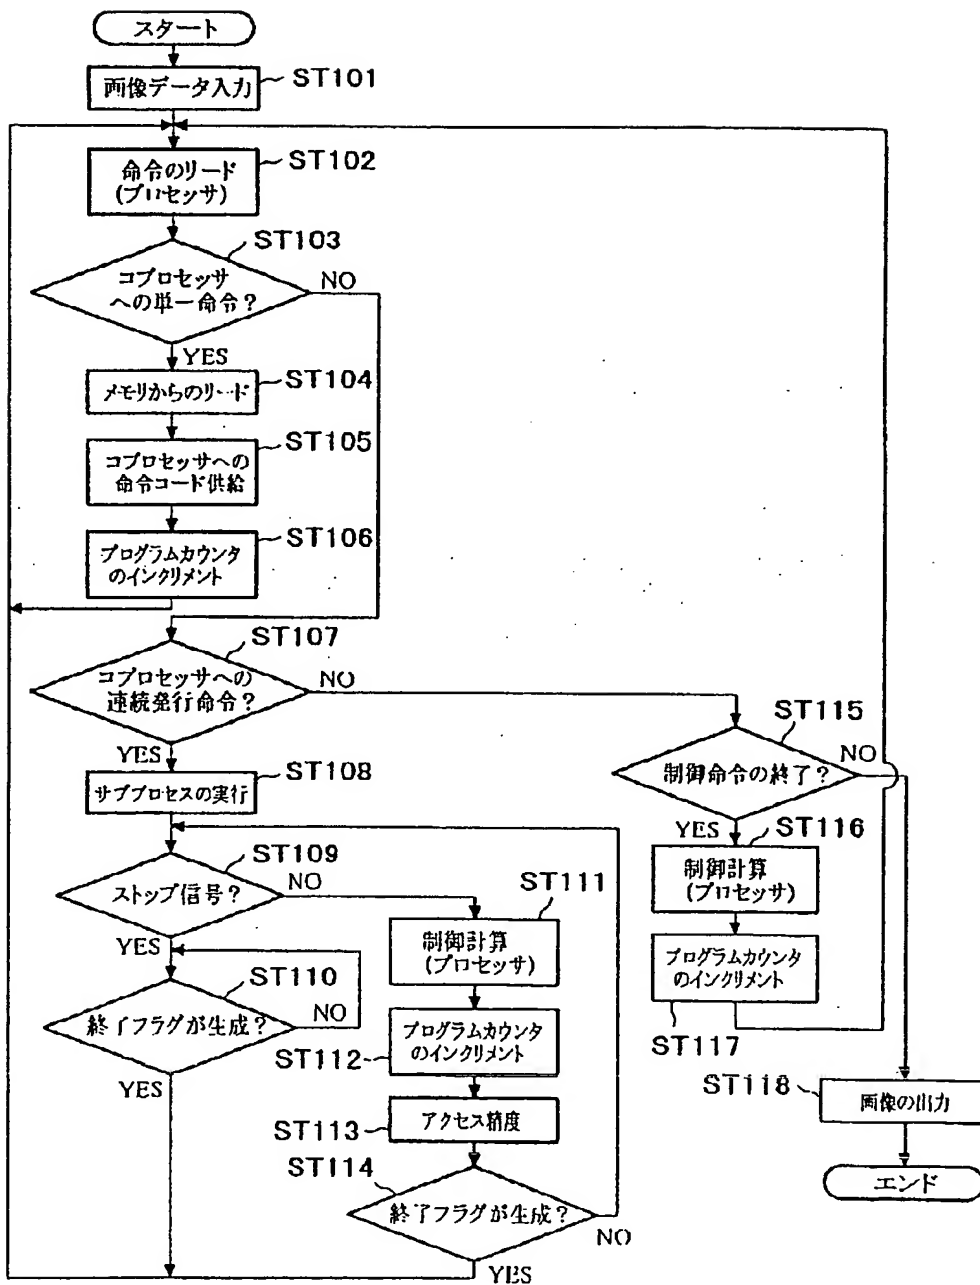 スタート
画像データ入力
ST101
命令のリード
(プロセッサ)
ST102
ST103
コプロセッサ
への単一命令?
NO
YES
メモリからのリード
ST104
コプロセッサへの
命令コード供給
ST105
プログラムカウンタ
のインクリメント
ST106
ST107
コプロセッサへの
連続発行命令?
NO
YES
サブプロセスの実行
ST108
ST109
ストップ信号?
NO
YES
ST110
終了フラグが生成?
NO
YES
ST111
制御計算
(プロセッサ)
プログラムカウンタ
のインクリメント
ST112
アクセス精度
ST113
ST114
終了フラグが生成?
NO
YES
ST115
制御命令の終了?
NO
YES
ST116
制御計算
(プロセッサ)
プログラムカウンタ
のインクリメント
ST117
ST118
画像の出力
エンド